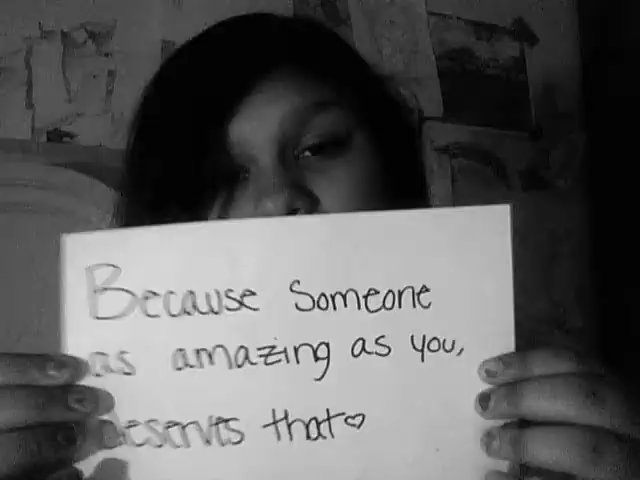 Because Someone
as amazing as you,
deserves that♡